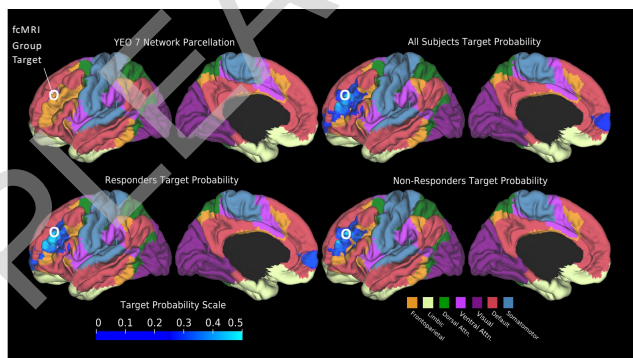 fcMRI
Group
Target
YEO 7 Network Parcellation
All Subjects Target Probability
Responders Target Probability
Non-Responders Target Probability
Target Probability Scale
0 0.1 0.2 0.3 0.4 0.5
Frontoparietal
Limbic
Dorsal Attn.
Ventral Attn.
Visual
Default
Somatomotor